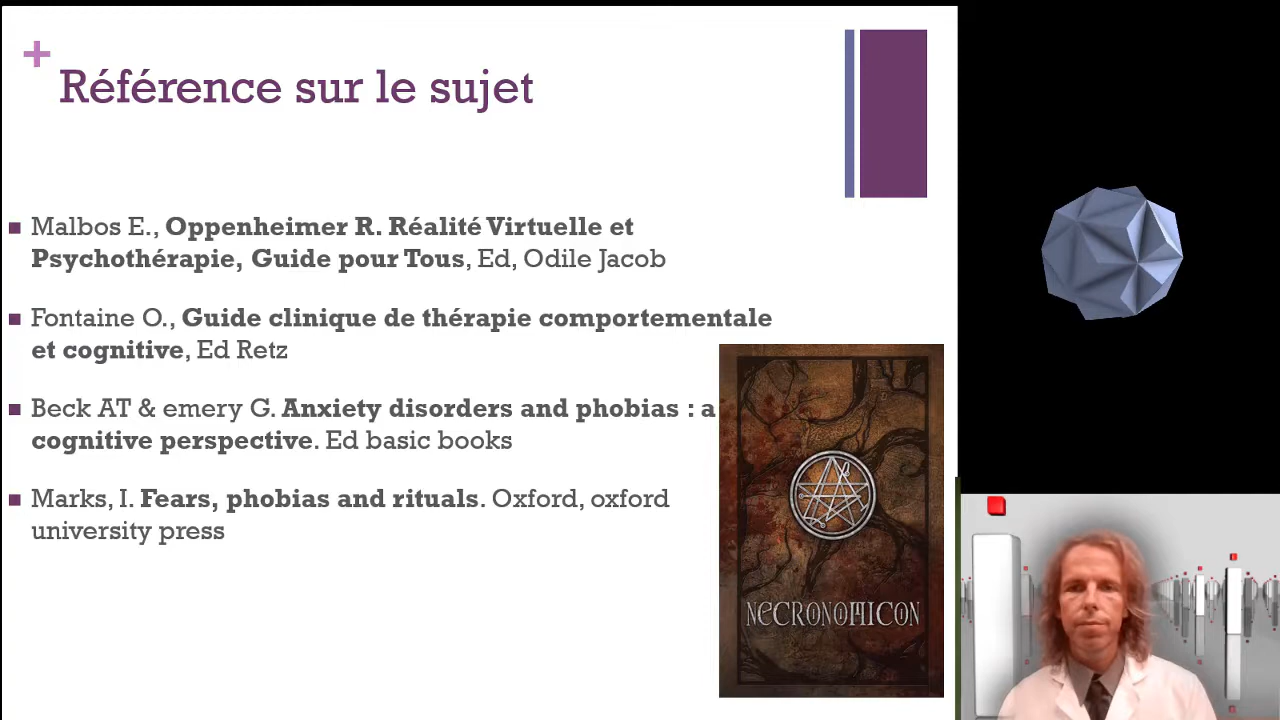 +
Référence sur le sujet
Malbos E., Oppenheimer R. Réalité Virtuelle et
Psychothérapie, Guide pour Tous, Ed, Odile Jacob
Fontaine O., Guide clinique de thérapie comportementale
et cognitive, Ed Retz
Beck AT & emery G. Anxiety disorders and phobias : a
cognitive perspective. Ed basic books
Marks, I. Fears, phobias and rituals. Oxford, oxford
university press
NECRONOMICON